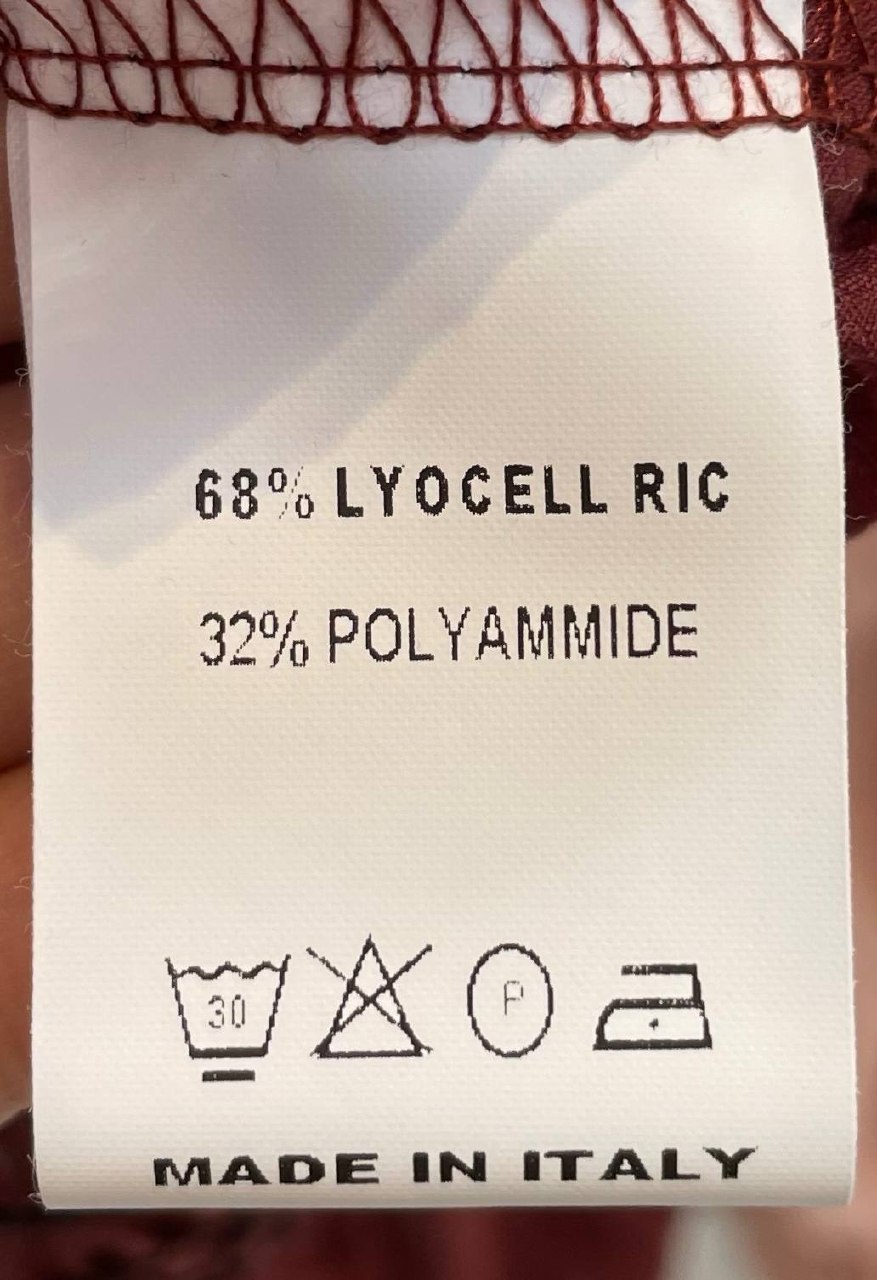 68% LYOCELL RIC
32% POLYAMMIDE
30 P
MADE IN ITALY